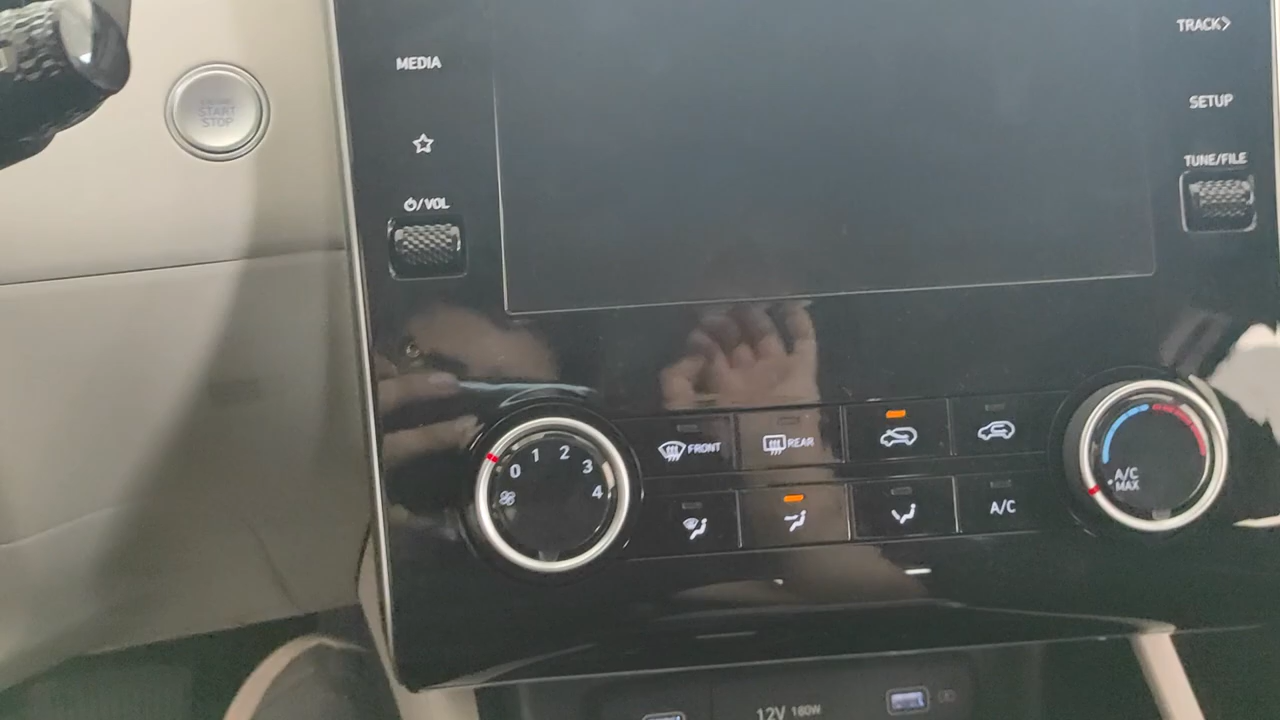 MEDIA
TRACK>
SETUP
START
STOP
/VOL
TUNE/FILE
0 1 2 3 4
FRONT
REAR
A/C
MAX
A/C
12V 180W